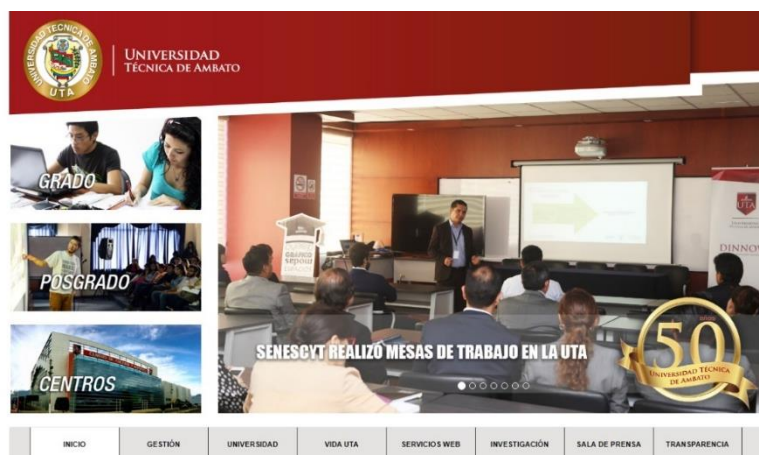 UNIVERSIDAD TÉCNICA DE AMBATO
UTA
UNIVERSIDAD
TÉCNICA DE AMBATO
GRADO
POSGRADO
CENTROS
UTA
DINNOV
SENESCYT REALIZÓ MESAS DE TRABAJO EN LA UTA
50
UNIVERSIDAD TÉCNICA
DE AMBATO
INICIO
GESTIÓN
UNIVERSIDAD
VIDA UTA
SERVICIOS WEB
INVESTIGACIÓN
SALA DE PRENSA
TRANSPARENCIA